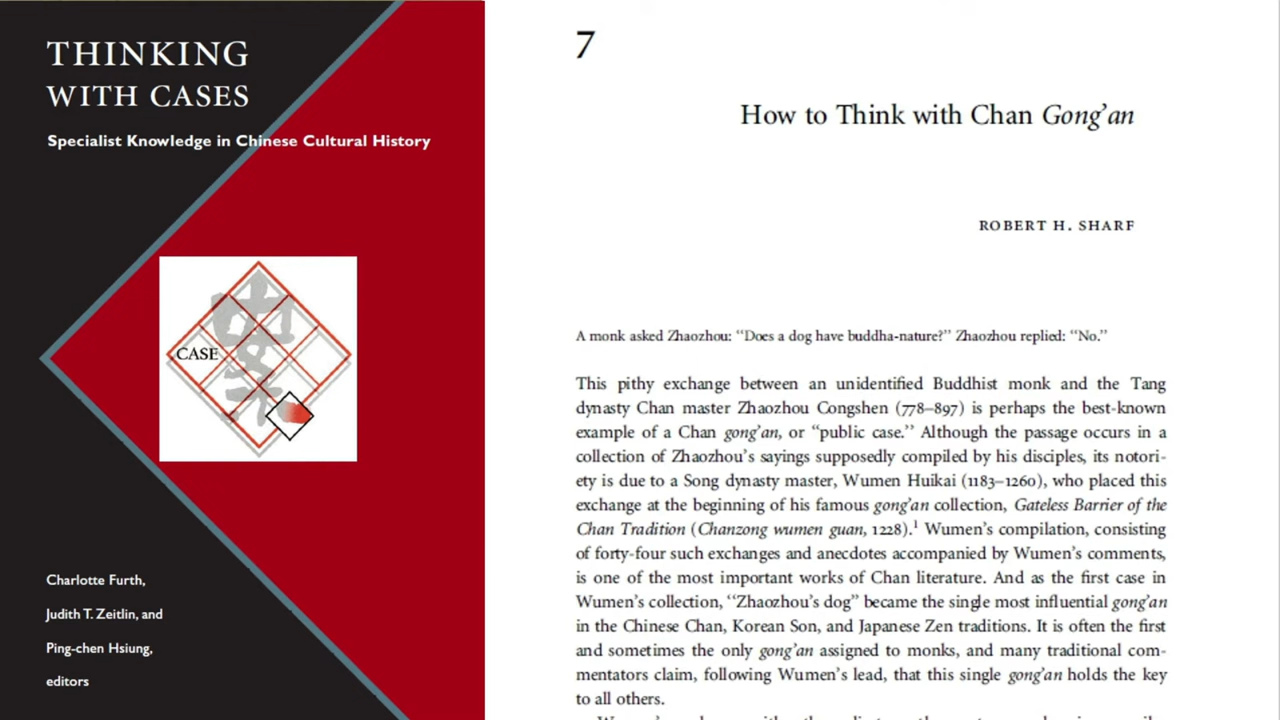 THINKING
WITH CASES
Specialist Knowledge in Chinese Cultural History
CASE
Charlotte Furth,
Judith T. Zeitlin, and
Ping-chen Hsiung,
editors
7
How to Think with Chan Gong’an
ROBERT H. SHARF
A monk asked Zhaozhou: “Does a dog have buddha-nature?” Zhaozhou replied: “No.”
This pithy exchange between an unidentified Buddhist monk and the Tang
dynasty Chan master Zhaozhou Congshen (778–897) is perhaps the best-known
example of a Chan gong’an, or “public case.” Although the passage occurs in a
collection of Zhaozhou’s sayings supposedly compiled by his disciples, its notori-
ety is due to a Song dynasty master, Wumen Huikai (1183–1260), who placed this
exchange at the beginning of his famous gong’an collection, Gateless Barrier of the
Chan Tradition (Chanzong wumen guan, 1228).1 Wumen’s compilation, consisting
of forty-four such exchanges and anecdotes accompanied by Wumen’s comments,
is one of the most important works of Chan literature. And as the first case in
Wumen’s collection, “Zhaozhou’s dog” became the single most influential gong’an
in the Chinese Chan, Korean Son, and Japanese Zen traditions. It is often the first
and sometimes the only gong’an assigned to monks, and many traditional com-
mentators claim, following Wumen’s lead, that this single gong’an holds the key
to all others.